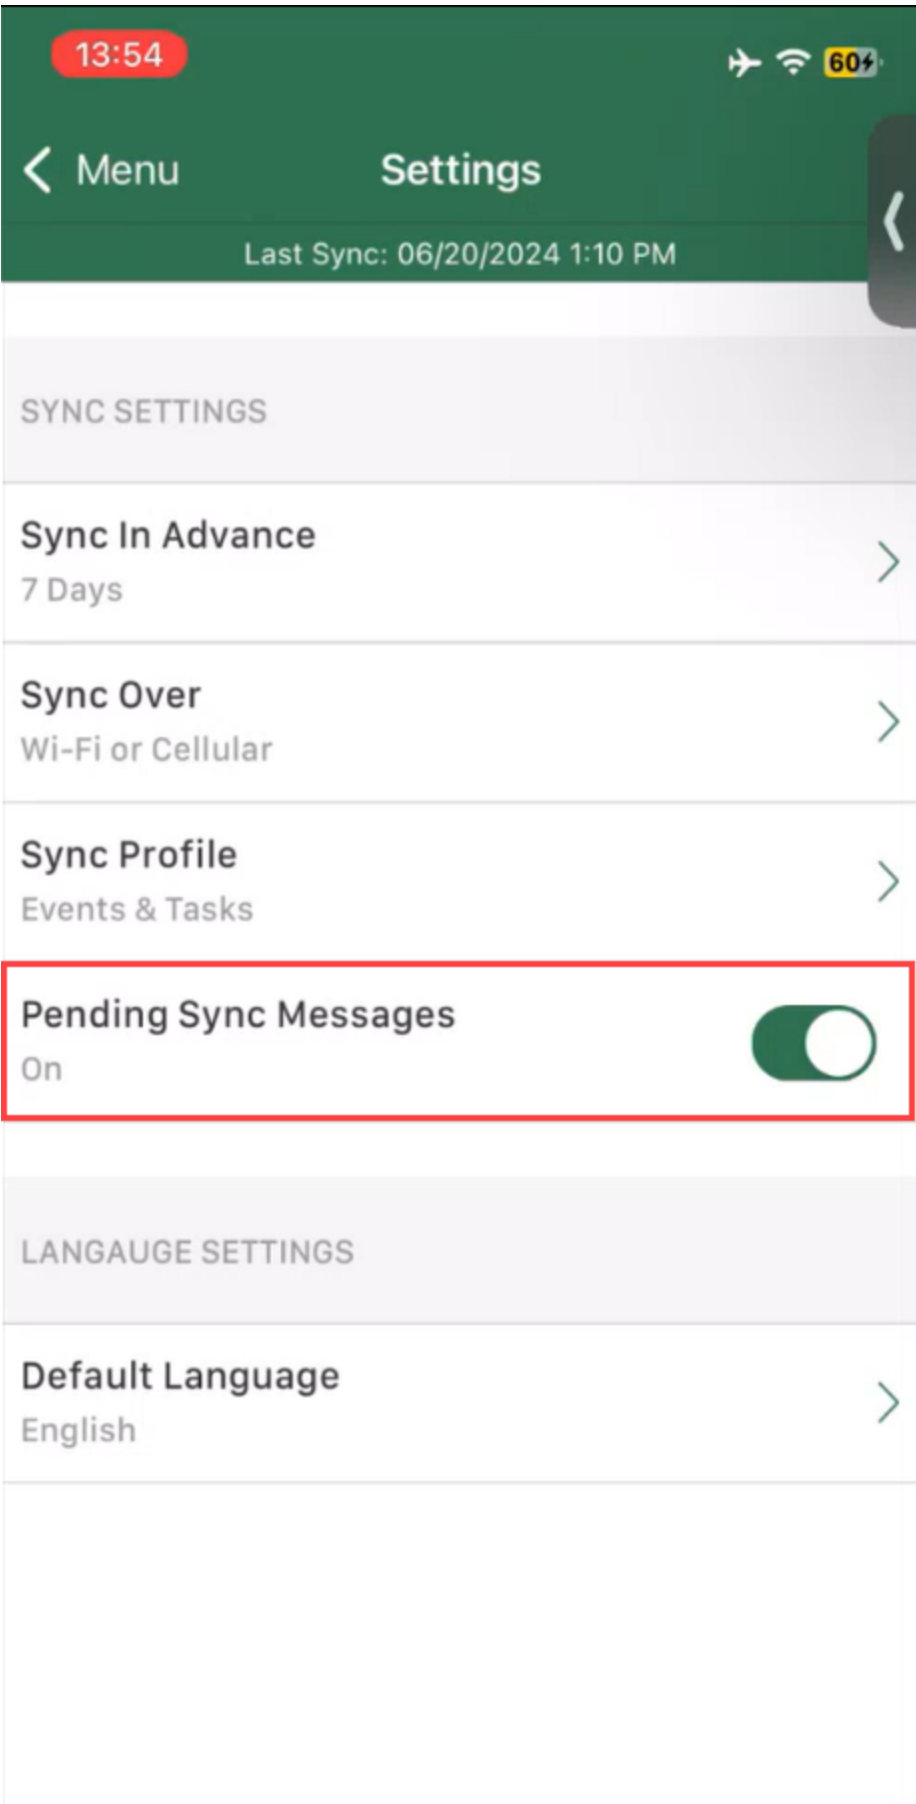 13:54
60
Menu
Settings
Last Sync: 06/20/2024 1:10 PM
SYNC SETTINGS
Sync In Advance
7 Days
Sync Over
Wi-Fi or Cellular
Sync Profile
Events & Tasks
Pending Sync Messages
On
LANGAUGE SETTINGS
Default Language
English